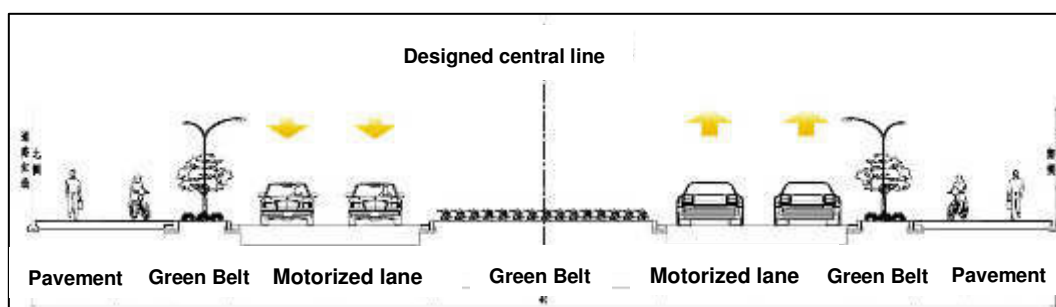 Designed central line
Pavement Green Belt Motorized lane Green Belt Motorized lane Green Belt Pavement